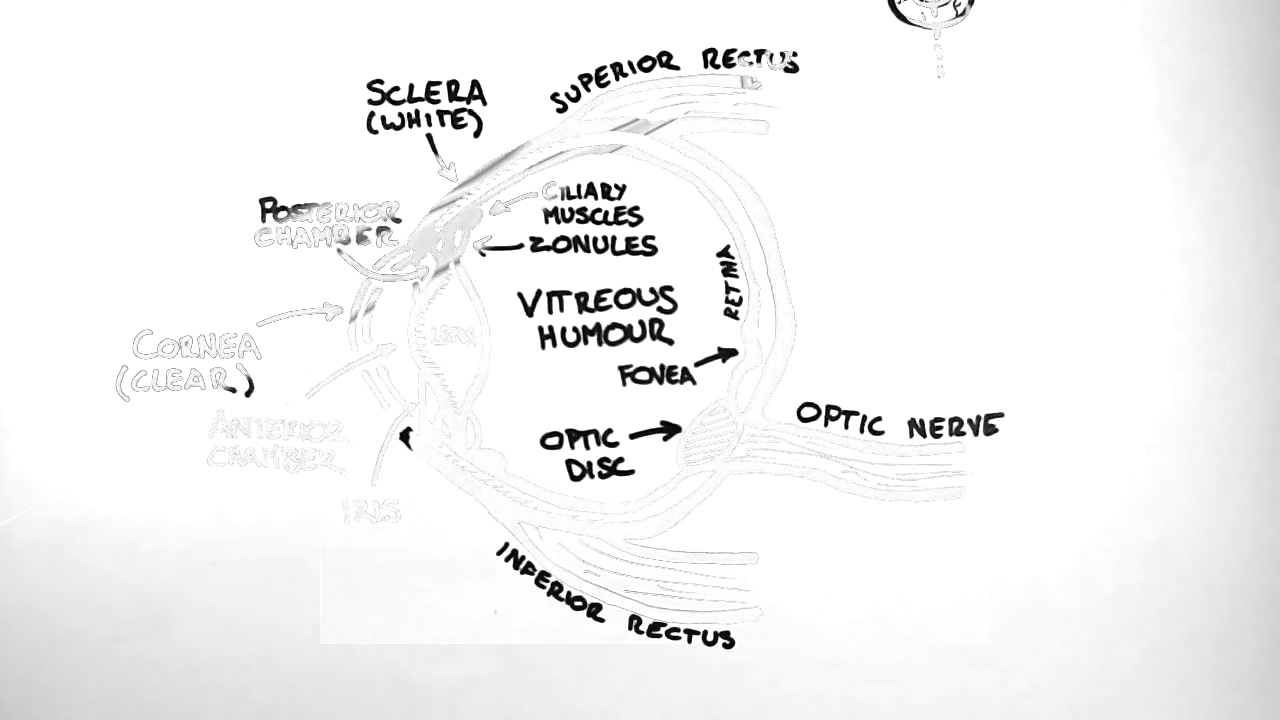 SUPERIOR RECTUS
SCLERA
(WHITE)
POSTERIOR
CHAMBER
CILIARY
MUSCLES
ZONULES
RETINA
VITREOUS
HUMOUR
CORNEA
(CLEAR)
LENS
FOVEA
ANTERIOR
CHAMBER
OPTIC
DISC
OPTIC NERVE
IRIS
INFERIOR RECTUS